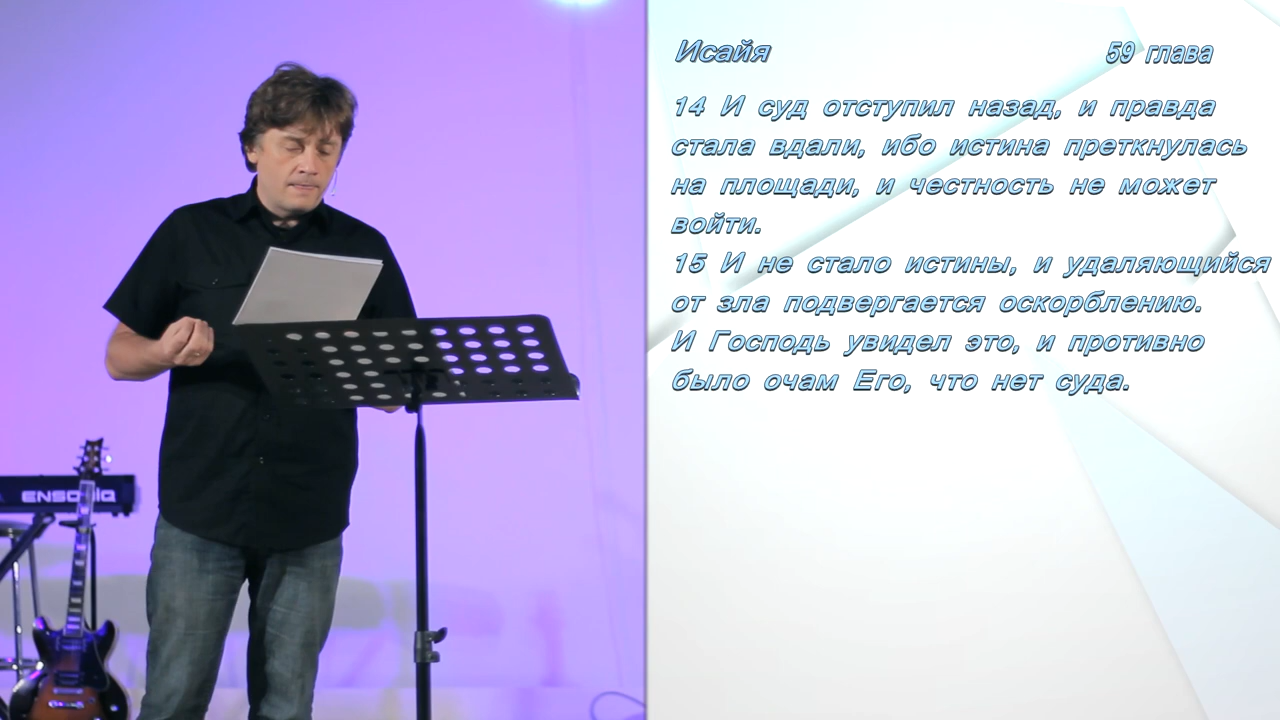 Исайя 59 глава
14 И суд отступил назад, и правда
стала вдали, ибо истина преткнулась
на площади, и честность не может
войти.
15 И не стало истины, и удаляющийся
от зла подвергается оскорблению.
И Господь увидел это, и противно
было очам Его, что нет суда.
ENSONIQ